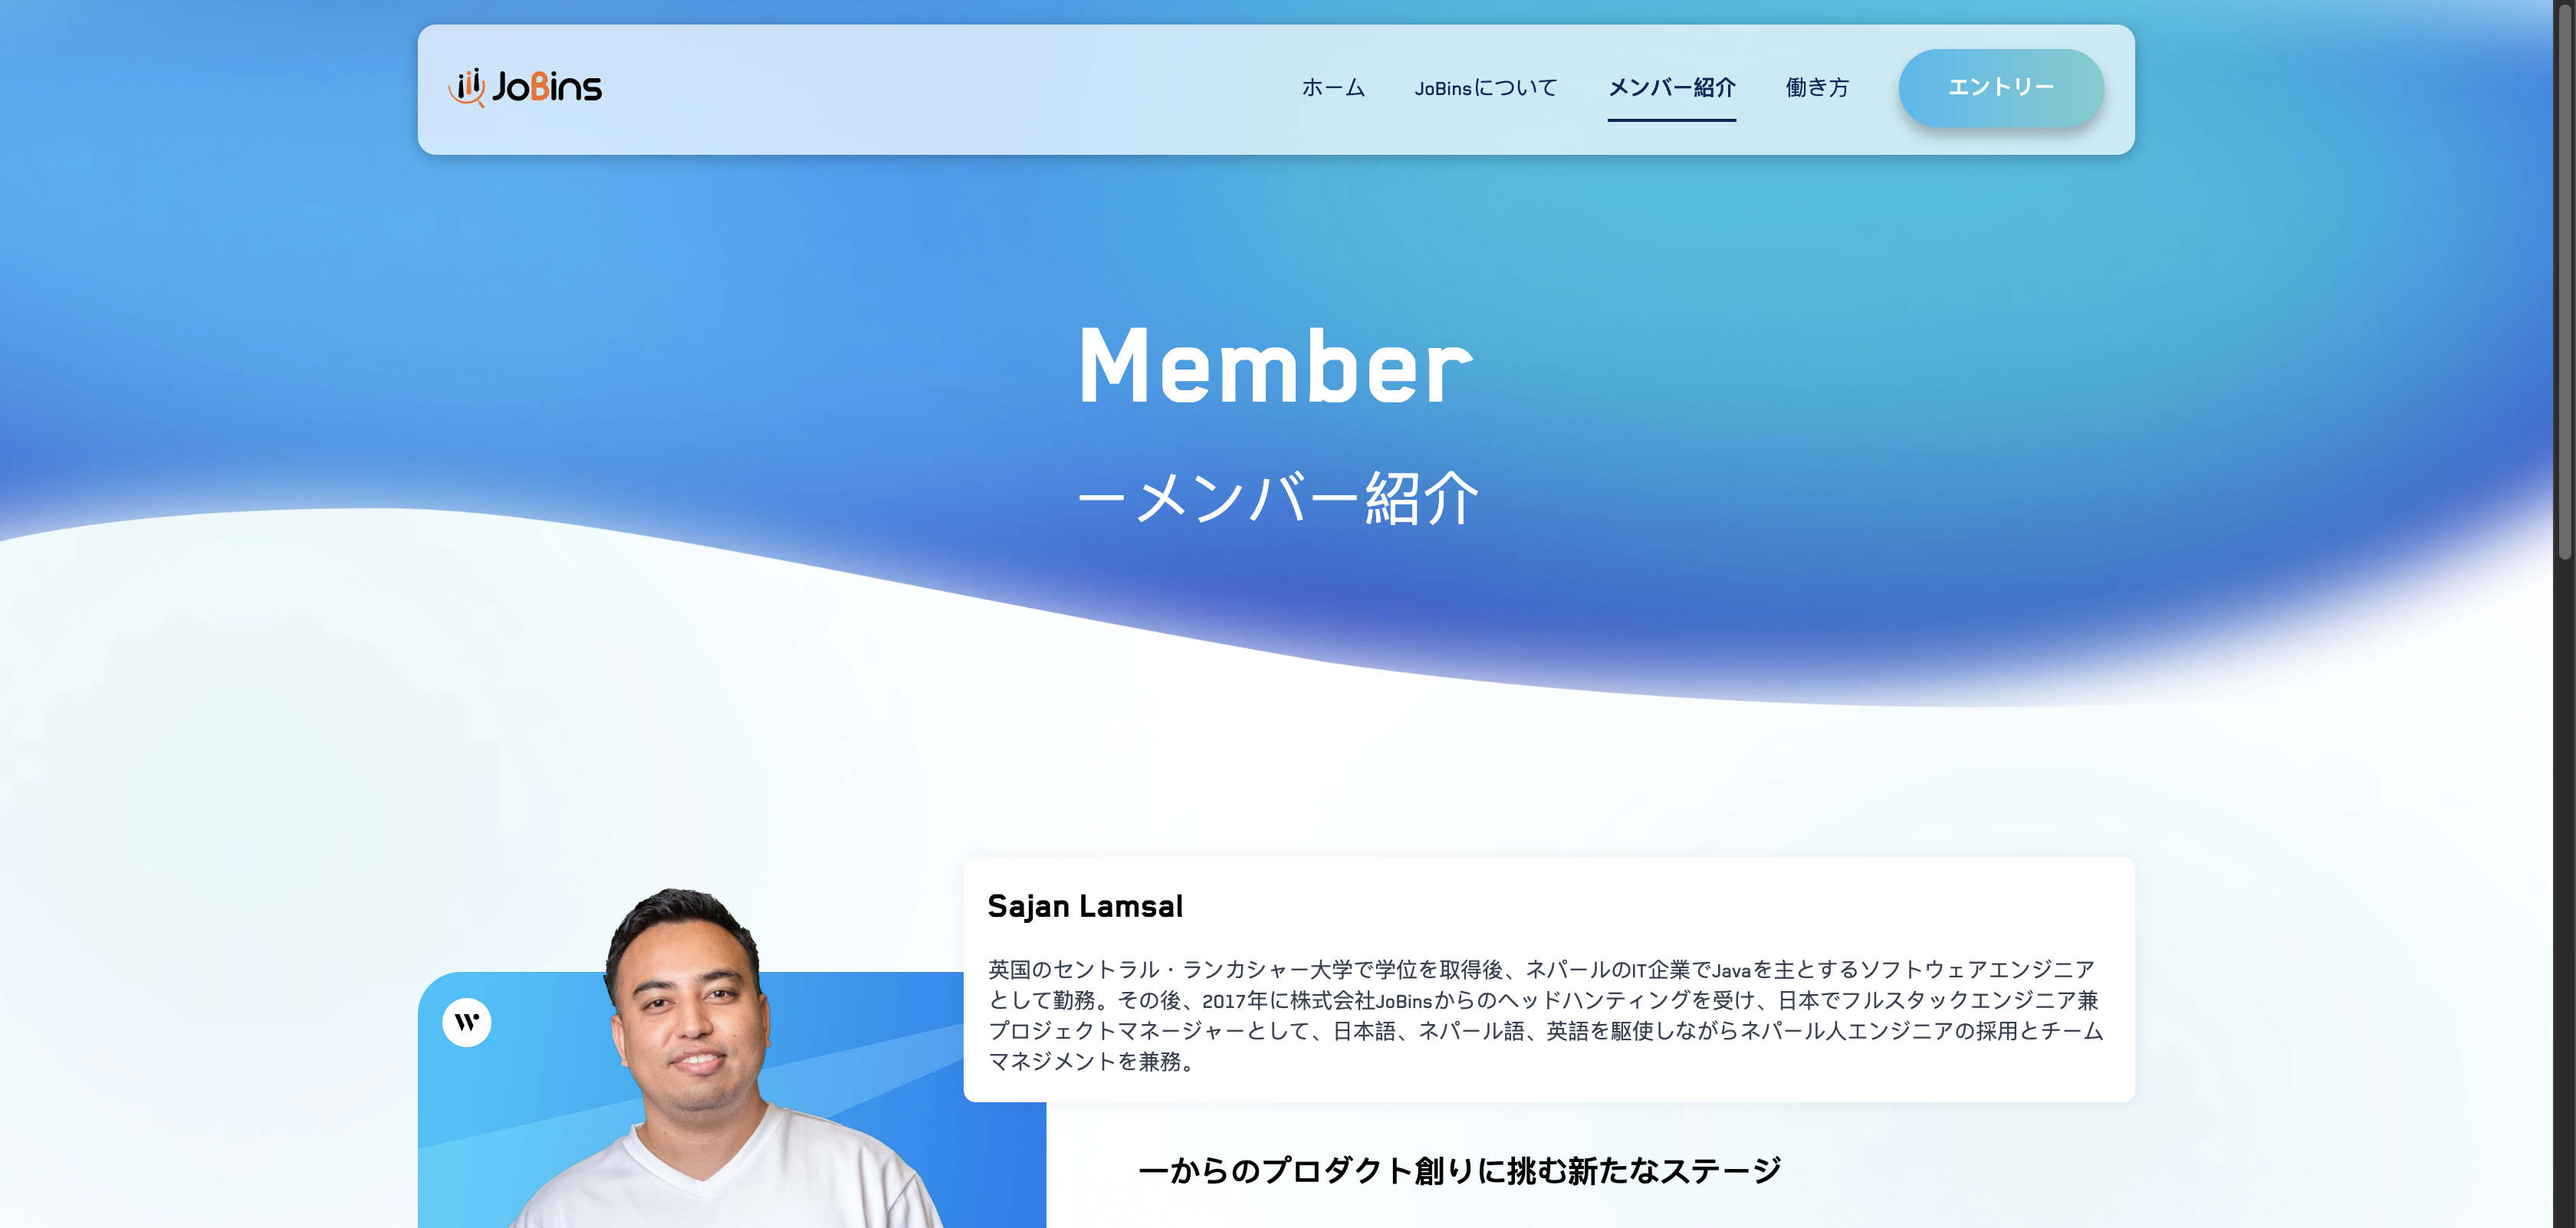 JoBins
ホーム
JoBinsについて
メンバー紹介
働き方
エントリー
Member
ーメンバー紹介
Sajan Lamsal
英国のセントラル・ランカシャー大学で学位を取得後、ネパールのIT企業でJavaを主とするソフトウェアエンジニア
として勤務。その後、2017年に株式会社JoBinsからのヘッドハンティングを受け、日本でフルスタックエンジニア兼
プロジェクトマネージャーとして、日本語、ネパール語、英語を駆使しながらネパール人エンジニアの採用とチーム
マネジメントを兼務。
W
一からのプロダクト創りに挑む新たなステージ